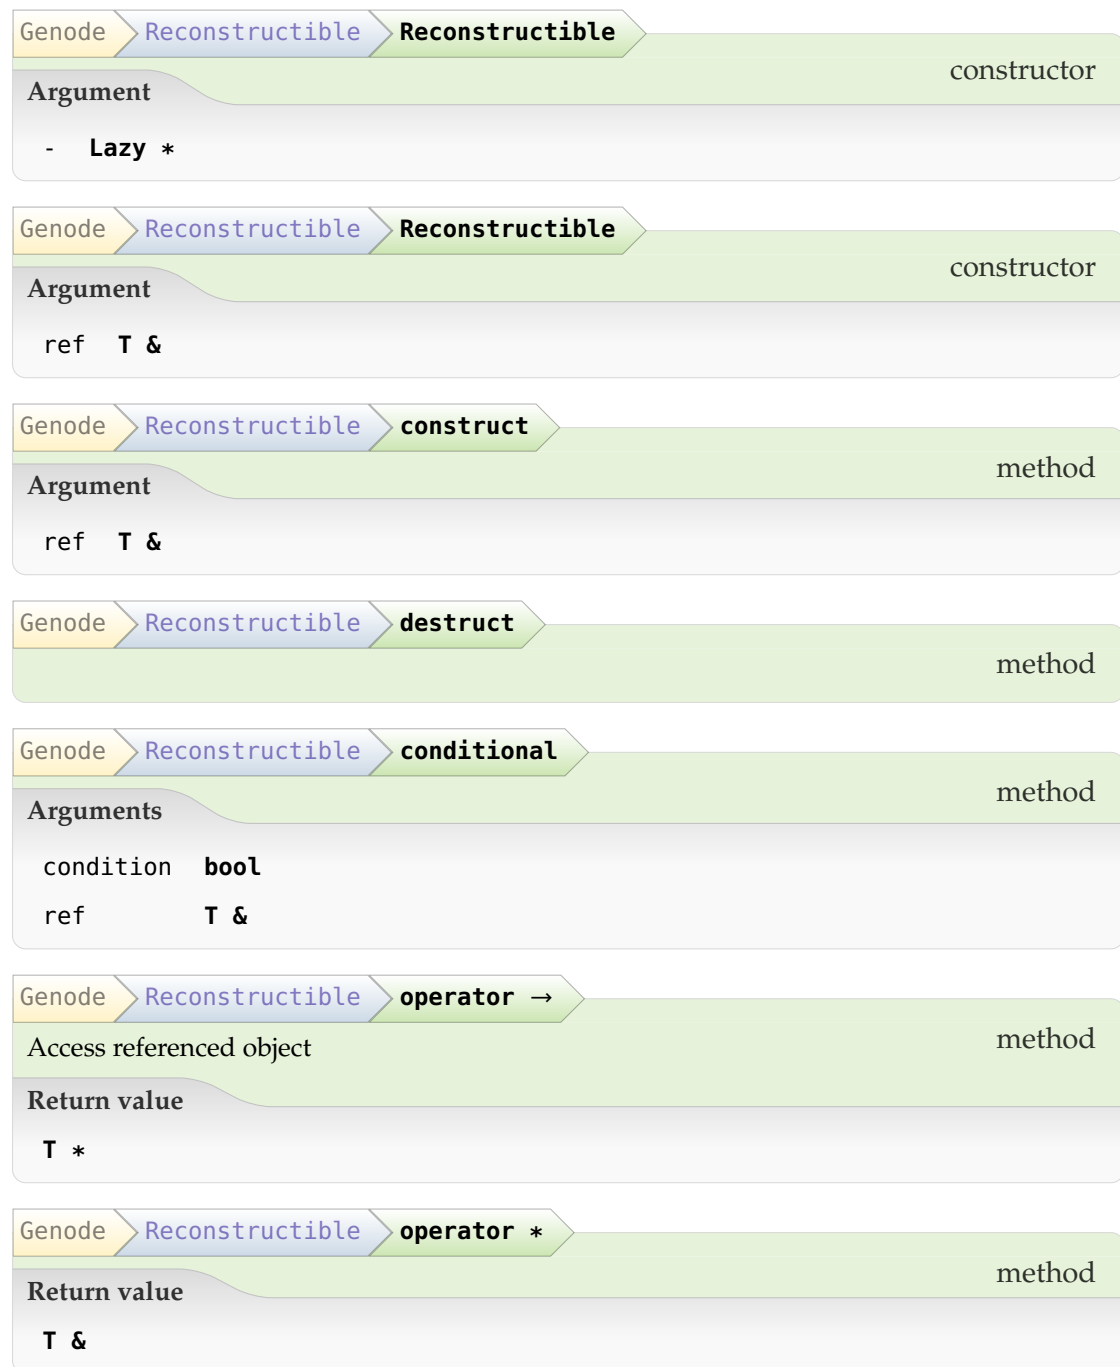 Genode Reconstructible Reconstructible
constructor
Argument
- Lazy *
Genode Reconstructible Reconstructible
constructor
Argument
ref T &
Genode Reconstructible construct
method
Argument
ref T &
Genode Reconstructible destruct
method
Genode Reconstructible conditional
method
Arguments
condition bool
ref T &
Genode Reconstructible operator →
method
Access referenced object
Return value
T *
Genode Reconstructible operator *
method
Return value
T &